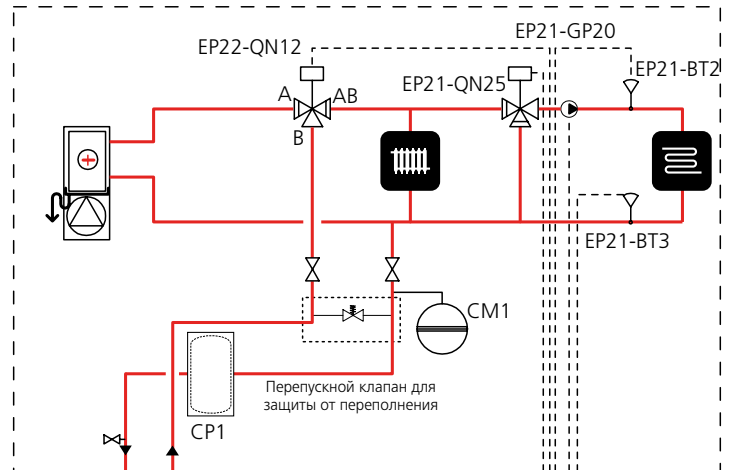 EP21-GP20
EP22-QN12
EP21-BT2
EP21-QN25
A
AB
B
EP21-BT3
CM1
Перепускной клапан для
защиты от переполнения
CP1